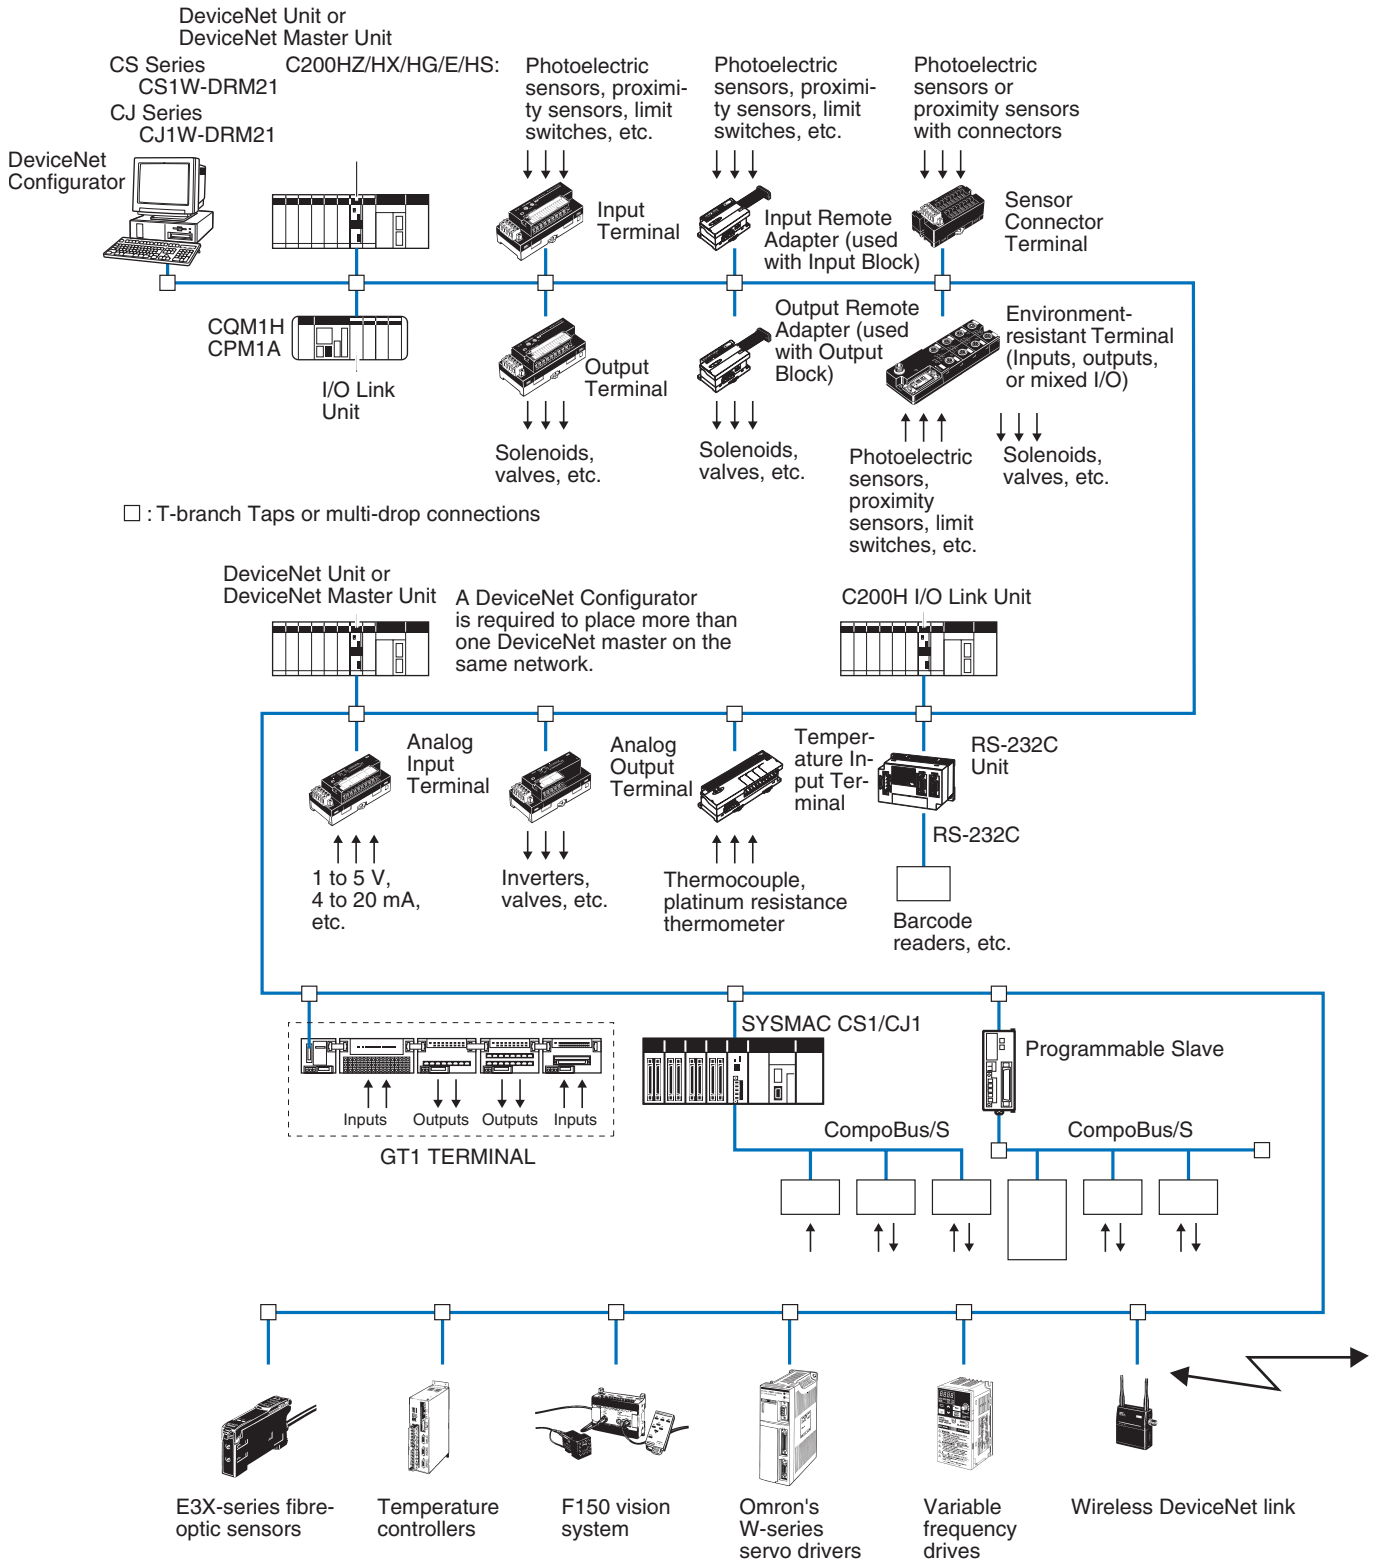 DeviceNet Unit or
DeviceNet Master Unit
CS Series
CS1W-DRM21
CJ Series
CJ1W-DRM21
C200HZ/HX/HG/E/HS:
DeviceNet
Configurator
Photoelectric
sensors, proximi-
ty sensors, limit
switches, etc.
Photoelectric
sensors, proximi-
ty sensors, limit
switches, etc.
Photoelectric
sensors or
proximity sensors
with connectors
Input
Terminal
Input Remote
Adapter (used
with Input Block)
Sensor
Connector
Terminal
CQM1H
CPM1A
I/O Link
Unit
Output
Terminal
Output Remote
Adapter (used
with Output
Block)
Environment-
resistant Terminal
(Inputs, outputs,
or mixed I/O)
Solenoids,
valves, etc.
Solenoids,
valves, etc.
Photoelectric
sensors,
proximity
sensors, limit
switches, etc.
Solenoids,
valves, etc.
: T-branch Taps or multi-drop connections
DeviceNet Unit or
DeviceNet Master Unit
A DeviceNet Configurator
is required to place more than
one DeviceNet master on the
same network.
C200H I/O Link Unit
Analog
Input
Terminal
Analog
Output
Terminal
Temper-
ature In-
put Ter-
minal
RS-232C
Unit
RS-232C
1 to 5 V,
4 to 20 mA,
etc.
Inverters,
valves, etc.
Thermocouple,
platinum resistance
thermometer
Barcode
readers, etc.
SYSMAC CS1/CJ1
Programmable Slave
Inputs
Outputs
Outputs
Inputs
GT1 TERMINAL
CompoBus/S
CompoBus/S
E3X-series fibre-
optic sensors
Temperature
controllers
F150 vision
system
Omron's
W-series
servo drivers
Variable
frequency
drives
Wireless DeviceNet link